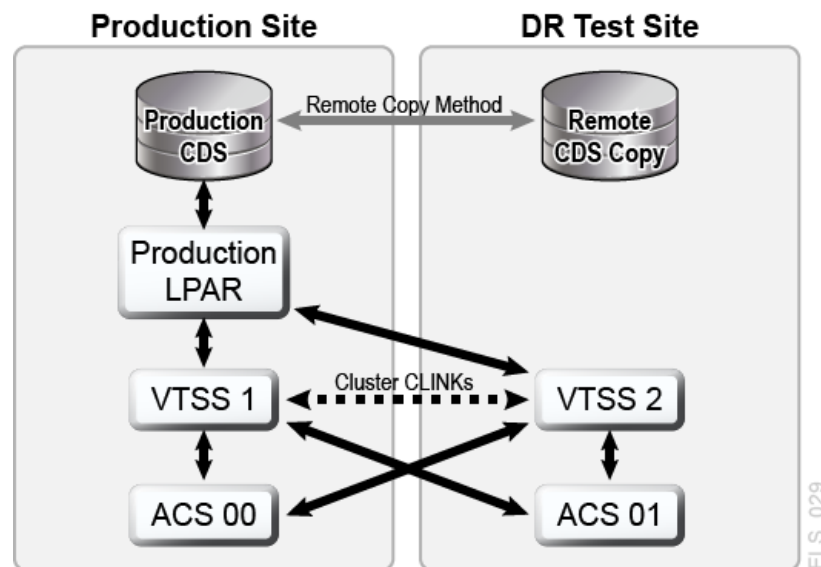 Production Site
DR Test Site
Production
CDS
Remote Copy Method
Remote
CDS Copy
Production
LPAR
VTSS 1
Cluster CLINKs
VTSS 2
ACS 00
ACS 01
ELS_029